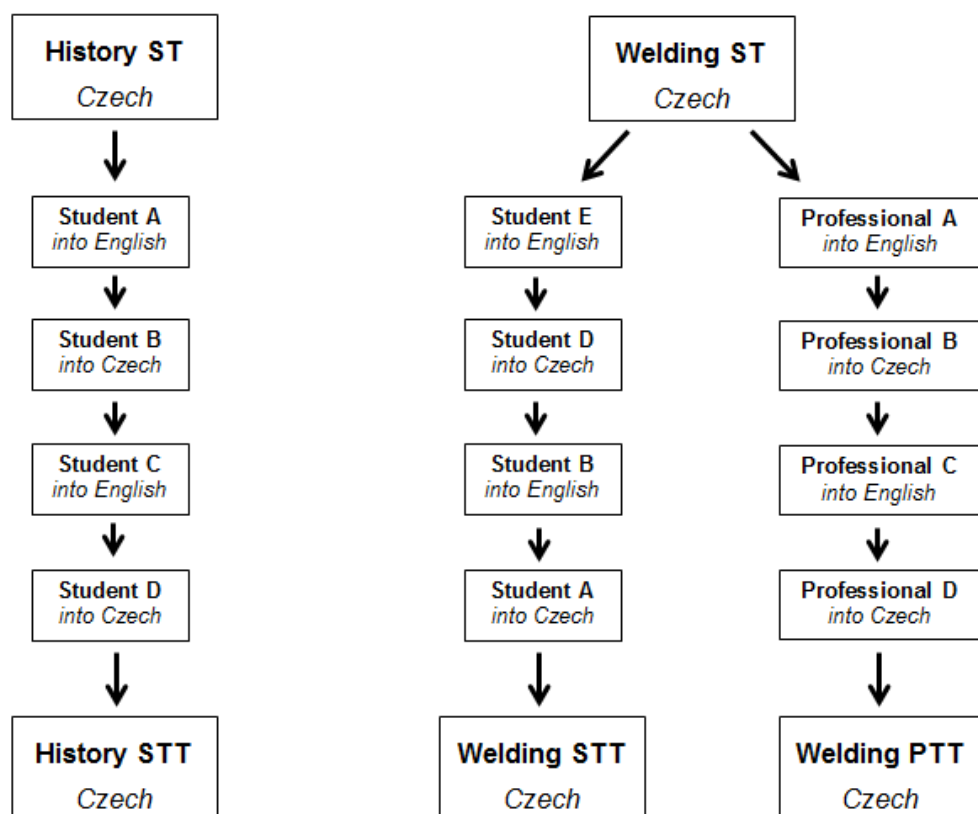 History ST
Czech
Student A
into English
Student B
into Czech
Student C
into English
Student D
into Czech
History STT
Czech
Welding ST
Czech
Student E
into English
Student D
into Czech
Student B
into English
Student A
into Czech
Welding STT
Czech
Professional A
into English
Professional B
into Czech
Professional C
into English
Professional D
into Czech
Welding PTT
Czech